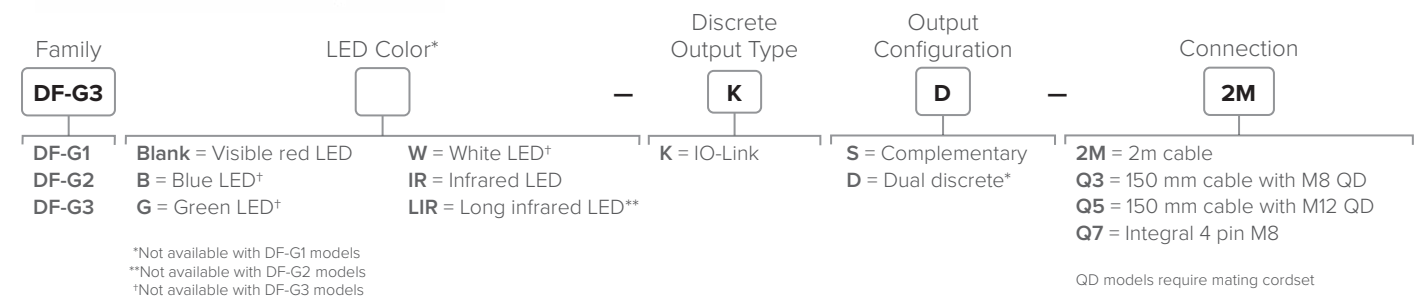 Family
LED Color*
Discrete
Output Type
Output
Configuration
Connection
DF-G3
–
K
D
–
2M
DF-G1
DF-G2
DF-G3
Blank = Visible red LED
B = Blue LED†
G = Green LED†
W = White LED†
IR = Infrared LED
LIR = Long infrared LED**
K = IO-Link
S = Complementary
D = Dual discrete*
2M = 2m cable
Q3 = 150 mm cable with M8 QD
Q5 = 150 mm cable with M12 QD
Q7 = Integral 4 pin M8
*Not available with DF-G1 models
**Not available with DF-G2 models
†Not available with DF-G3 models
QD models require mating cordset